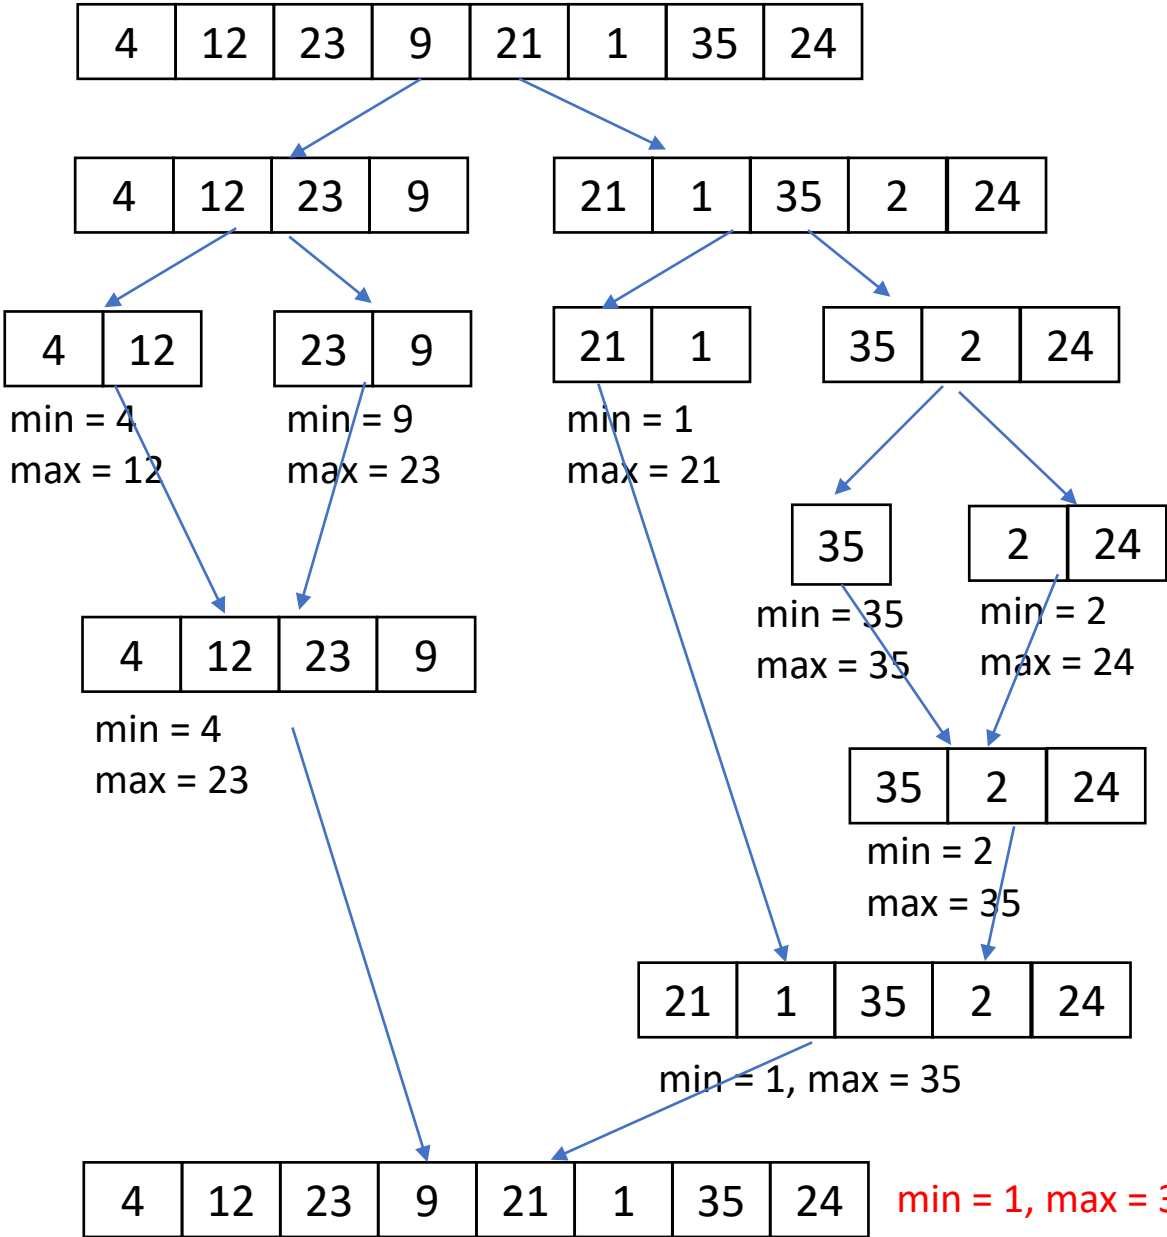 4 12 23 9 21 1 35 24
4 12 23 9
21 1 35 2 24
4 12
23 9
21 1
35 2 24
min = 4
max = 12
min = 9
max = 23
min = 1
max = 21
35
2 24
min = 35
max = 35
min = 2
max = 24
4 12 23 9
min = 4
max = 23
35 2 24
min = 2
max = 35
21 1 35 2 24
min = 1, max = 35
4 12 23 9 21 1 35 24
min = 1, max = 3